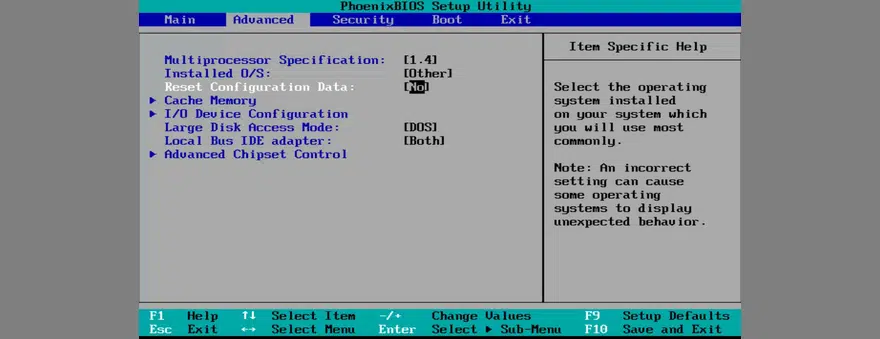 PhoenixBIOS Setup Utility
Main Advanced Security Boot Exit
Multiprocessor Specification: [1.4]
Installed O/S: [Other]
Reset Configuration Data: [No]
▶ Cache Memory
▶ I/O Device Configuration
Large Disk Access Mode: [DOS]
Local Bus IDE adapter: [Both]
▶ Advanced Chipset Control
Item Specific Help
Select the operating
system installed
on your system which
you will use most
commonly.
Note: An incorrect
setting can cause
some operating
systems to display
unexpected behavior.
F1 Help ↑↓ Select Item -/+ Change Values F9 Setup Defaults
Esc Exit ↔ Select Menu Enter Select ▶ Sub-Menu F10 Save and Exit